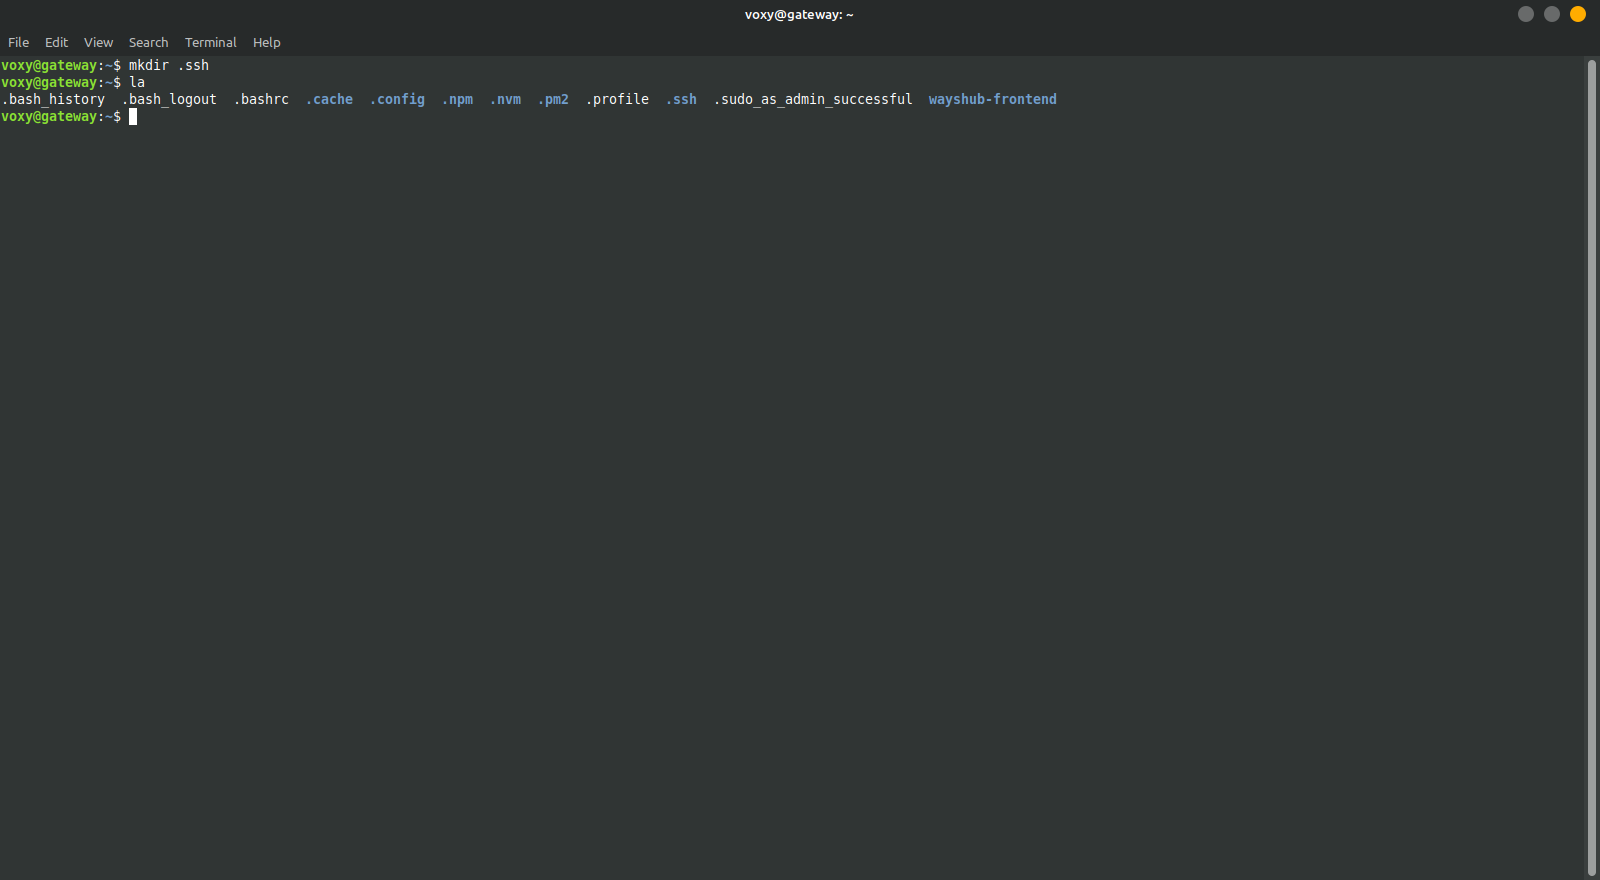 voxy@gateway: ~
File Edit View Search Terminal Help
voxy@gateway:~$ mkdir .ssh
voxy@gateway:~$ la
.bash_history  .bash_logout  .bashrc  .cache  .config  .npm  .nvm  .pm2  .profile  .ssh  .sudo_as_admin_successful  wayshub-frontend
voxy@gateway:~$